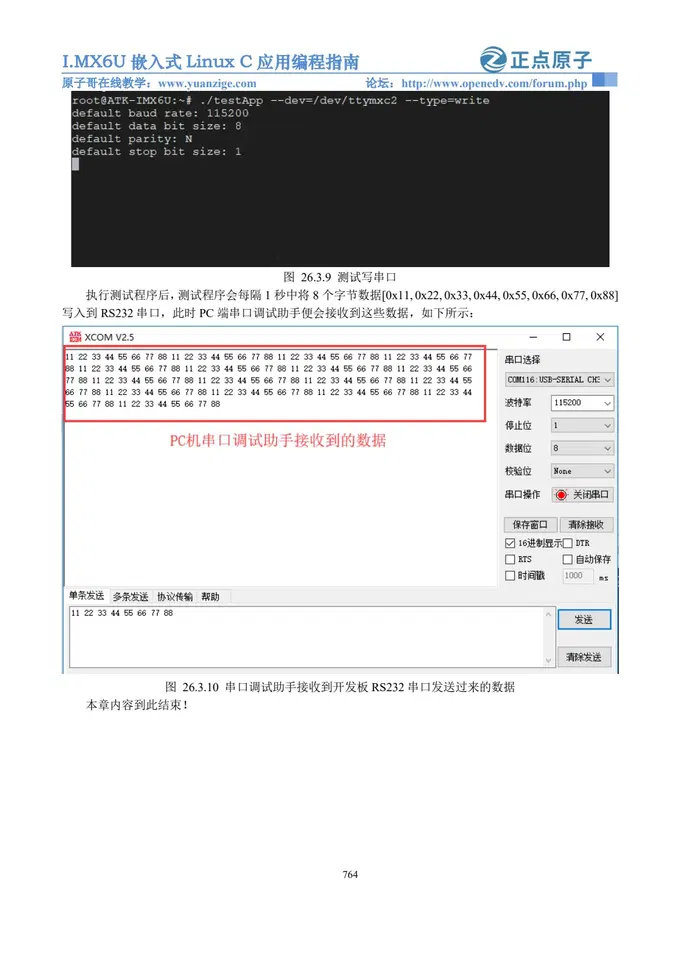 I.MX6U 嵌入式 Linux C 应用编程指南
正点原子
原子哥在线教学：www.yuanzige.com
论坛：http://www.openedv.com/forum.php
root@ATK-IMX6U:~# ./testApp --dev=/dev/ttymxc2 --type=write
default baud rate: 115200
default data bit size: 8
default parity: N
default stop bit size: 1
图 26.3.9 测试写串口
执行测试程序后，测试程序会每隔 1 秒中将 8 个字节数据[0x11, 0x22, 0x33, 0x44, 0x55, 0x66, 0x77, 0x88]
写入到 RS232 串口，此时 PC 端串口调试助手便会接收到这些数据，如下所示：
XCOM V2.5
11 22 33 44 55 66 77 88 11 22 33 44 55 66 77 88 11 22 33 44 55 66 77 88 11 22 33 44 55 66 77
88 11 22 33 44 55 66 77 88 11 22 33 44 55 66 77 88 11 22 33 44 55 66 77 88 11 22 33 44 55 66
77 88 11 22 33 44 55 66 77 88 11 22 33 44 55 66 77 88 11 22 33 44 55 66 77 88 11 22 33 44 55
66 77 88 11 22 33 44 55 66 77 88 11 22 33 44 55 66 77 88 11 22 33 44 55 66 77 88 11 22 33 44
55 66 77 88 11 22 33 44 55 66 77 88
PC机串口调试助手接收到的数据
串口选择
COM116:USB-SERIAL CH3
波特率 115200
停止位 1
数据位 8
校验位 None
串口操作 关闭串口
保存窗口 清除接收
16进制显示 DTR
RTS 自动保存
时间戳 1000 ms
单条发送 多条发送 协议传输 帮助
11 22 33 44 55 66 77 88
发送
清除发送
图 26.3.10 串口调试助手接收到开发板 RS232 串口发送过来的数据
本章内容到此结束！
764